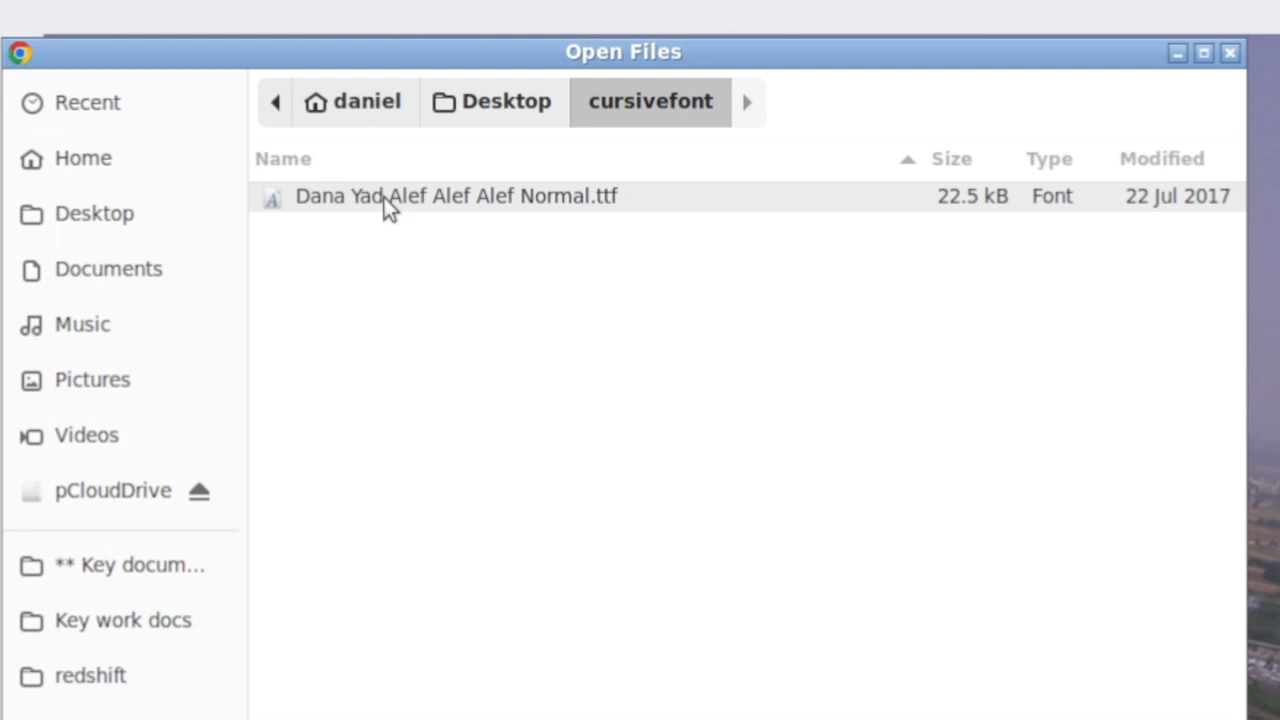 Open Files
Recent
Home
Desktop
Documents
Music
Pictures
Videos
pCloudDrive
** Key docum...
Key work docs
redshift
daniel Desktop cursivefont
Name Size Type Modified
Dana Yad Alef Alef Alef Normal.ttf 22.5 kB Font 22 Jul 2017